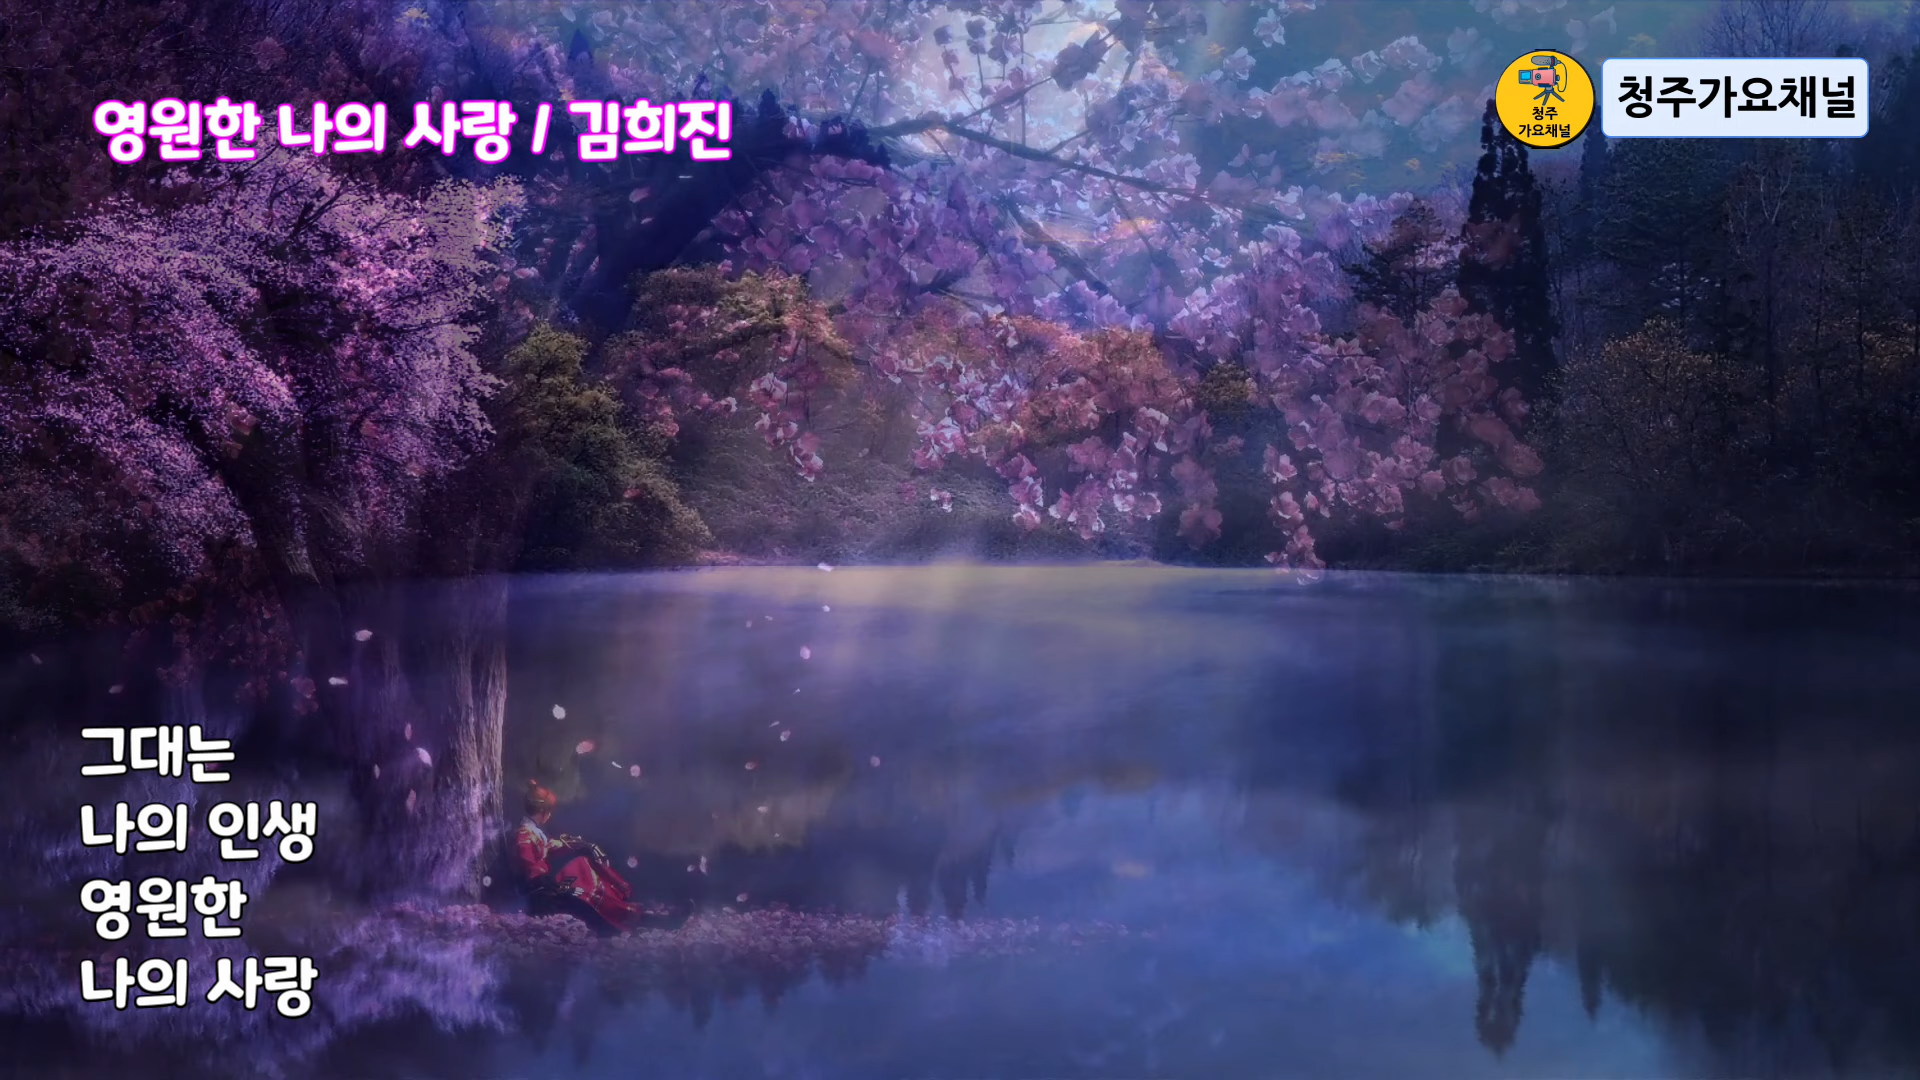 영원한 나의 사랑 / 김희진
청주
가요채널
청주가요채널
그대는
나의 인생
영원한
나의 사랑